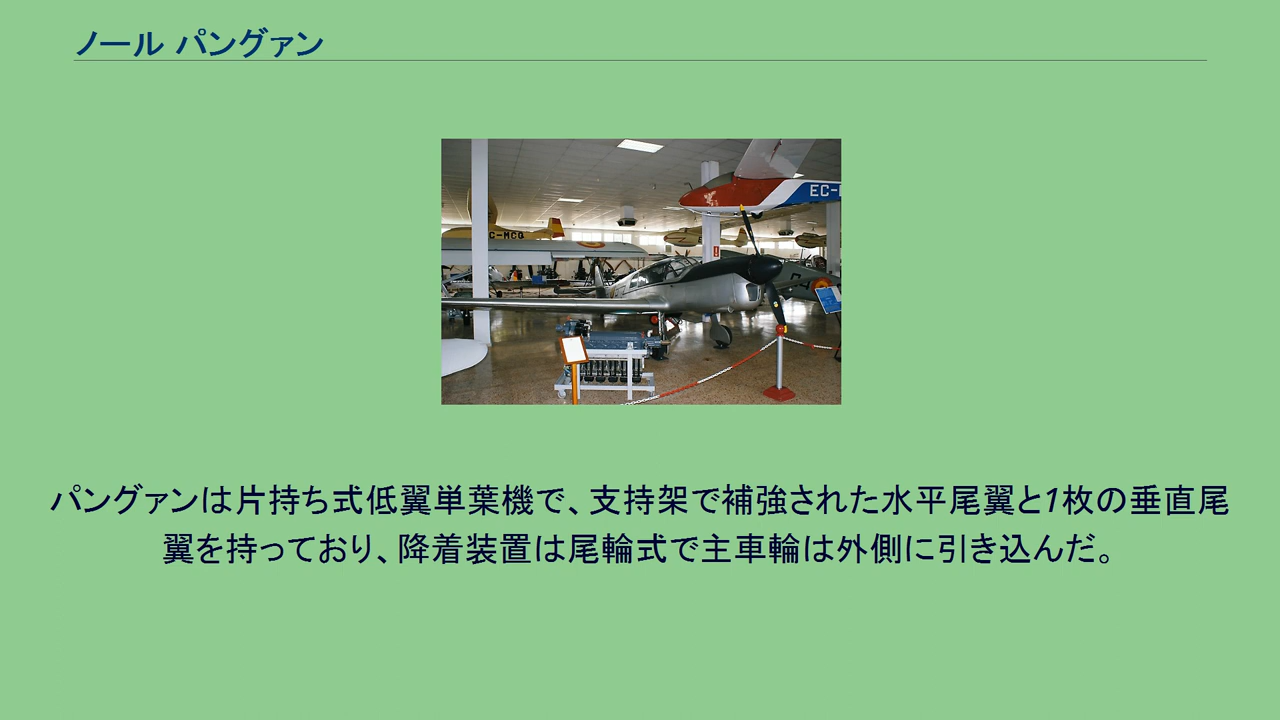 ノール パングァン
EC-
C-MCQ
パングァンは片持ち式低翼単葉機で、支持架で補強された水平尾翼と1枚の垂直尾
翼を持っており、降着装置は尾輪式で主車輪は外側に引き込んだ。